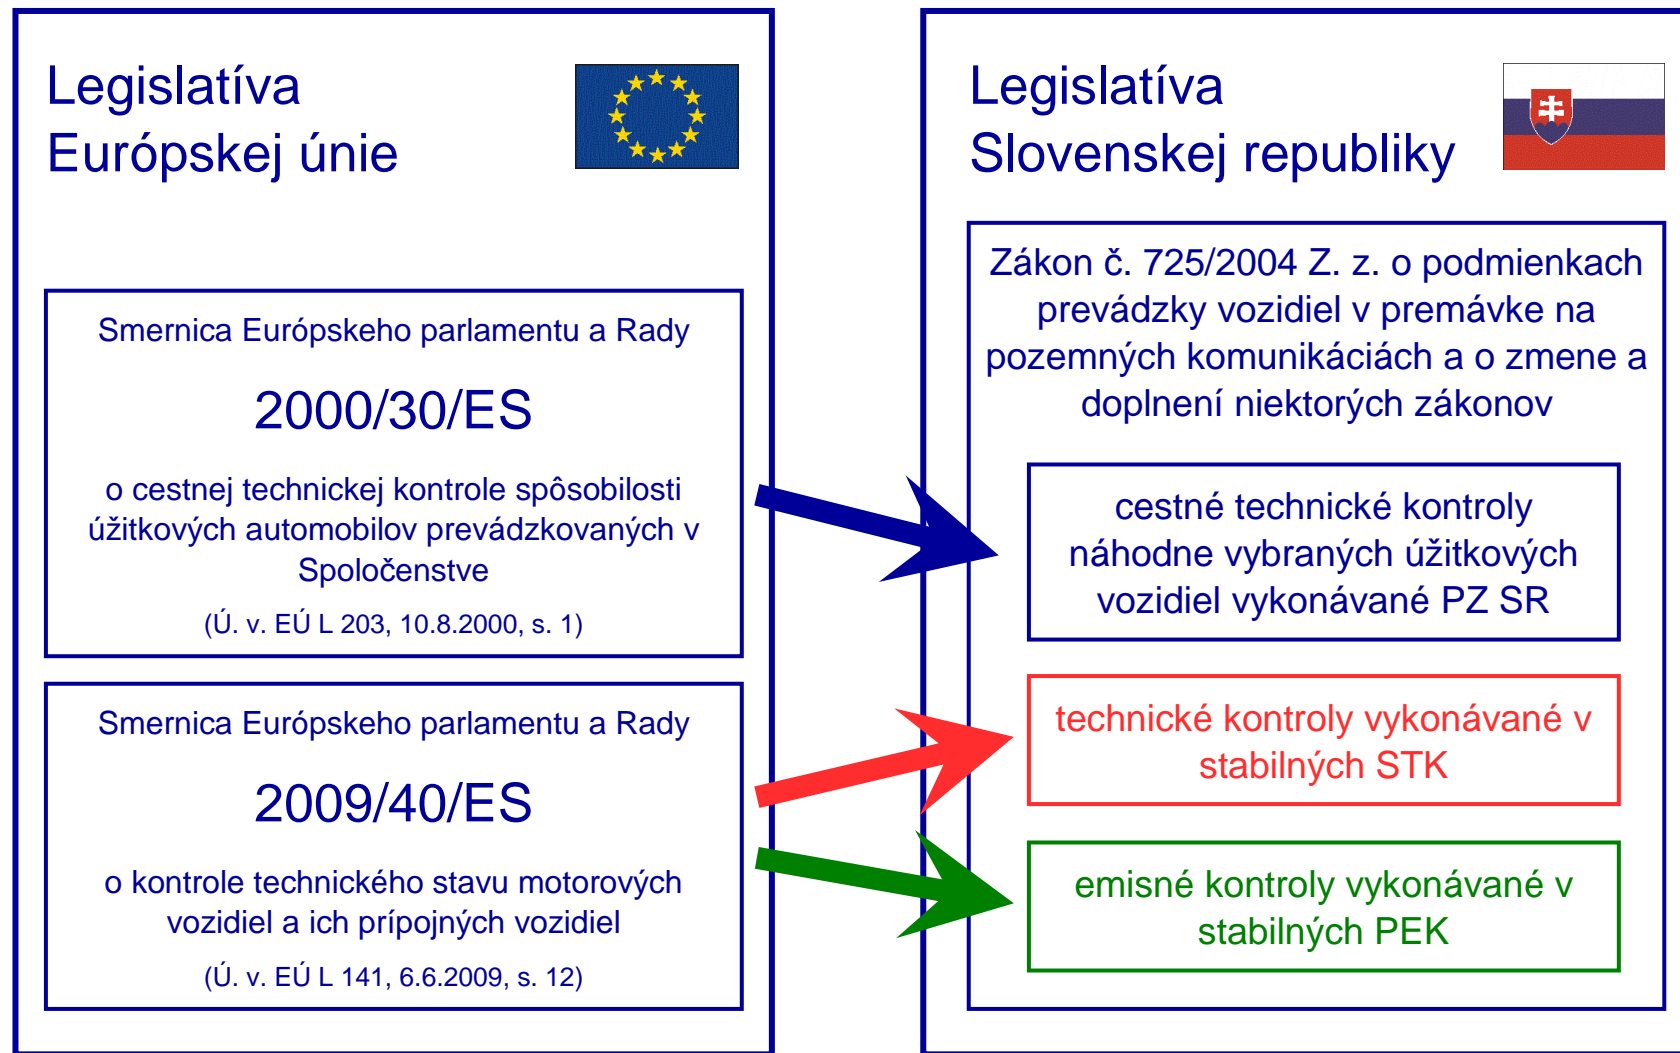 Legislatíva
Európskej únie
Smernica Európskeho parlamentu a Rady
2000/30/ES
o cestnej technickej kontrole spôsobilosti
úžitkových automobilov prevádzkovaných v
Spoločenstve
(Ú. v. EÚ L 203, 10.8.2000, s. 1)
Smernica Európskeho parlamentu a Rady
2009/40/ES
o kontrole technického stavu motorových
vozidiel a ich prípojných vozidiel
(Ú. v. EÚ L 141, 6.6.2009, s. 12)
Legislatíva
Slovenskej republiky
Zákon č. 725/2004 Z. z. o podmienkach
prevádzky vozidiel v premávke na
pozemných komunikáciách a o zmene a
doplnení niektorých zákonov
cestné technické kontroly
náhodne vybraných úžitkových
vozidiel vykonávané PZ SR
technické kontroly vykonávané v
stabilných STK
emisné kontroly vykonávané v
stabilných PEK